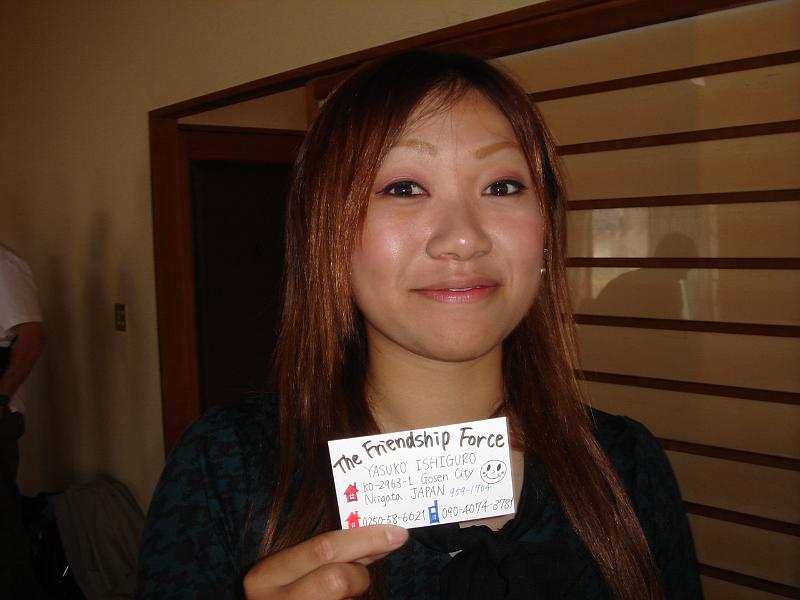 The Friendship Force
YASUKO ISHIGURO
KO-2963-1 Gosen City
Niigata JAPAN 959-1704
0250-58-6621 090-4074-3781